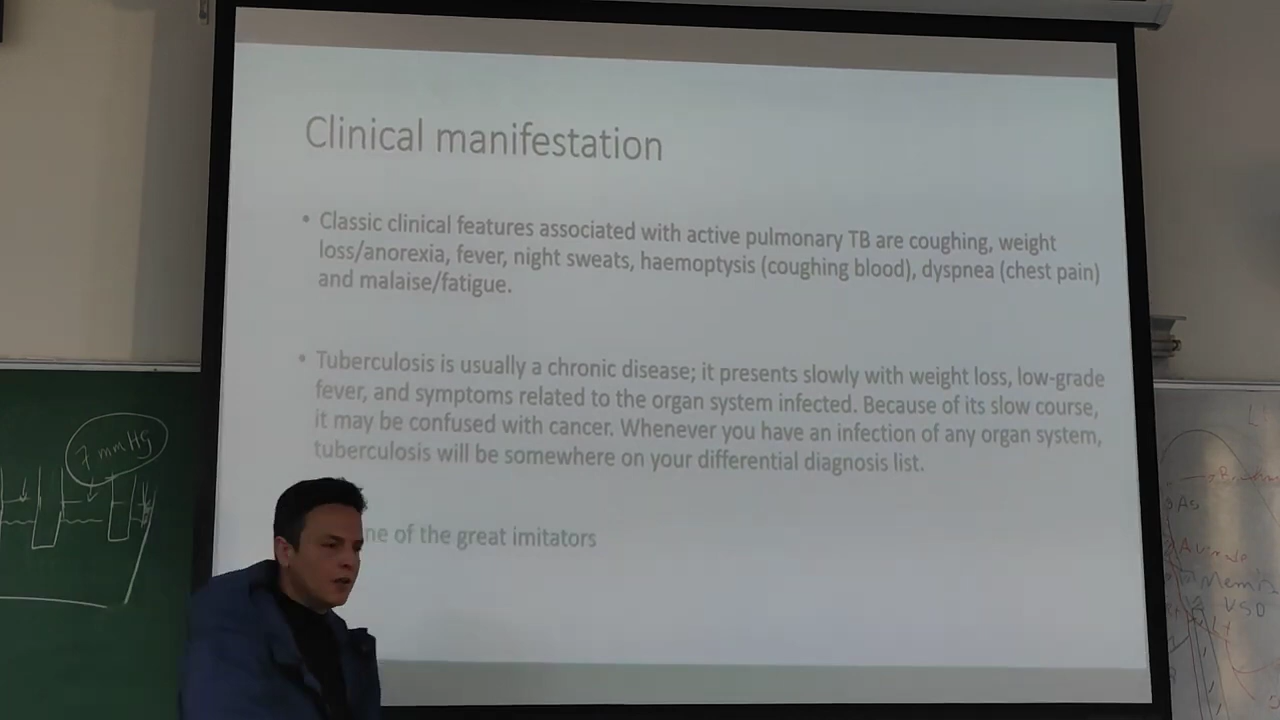 Clinical manifestation
• Classic clinical features associated with active pulmonary TB are coughing, weight
loss/anorexia, fever, night sweats, haemoptysis (coughing blood), dyspnea (chest pain)
and malaise/fatigue.
• Tuberculosis is usually a chronic disease; it presents slowly with weight loss, low-grade
fever, and symptoms related to the organ system infected. Because of its slow course,
it may be confused with cancer. Whenever you have an infection of any organ system,
tuberculosis will be somewhere on your differential diagnosis list.
of the great imitators
7 mmHg
As
VSD